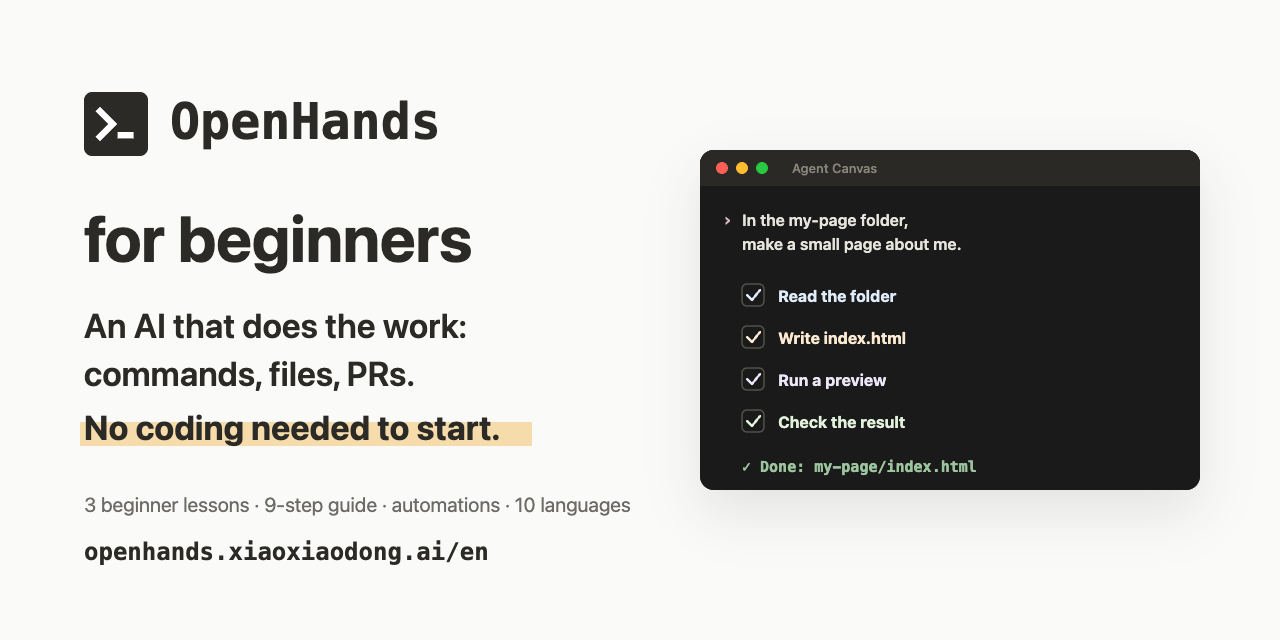 OpenHands
for beginners
An AI that does the work:
commands, files, PRs.
No coding needed to start.
3 beginner lessons · 9-step guide · automations · 10 languages
openhands.xiaoxiaodong.ai/en
Agent Canvas
› In the my-page folder,
make a small page about me.
Read the folder
Write index.html
Run a preview
Check the result
✓ Done: my-page/index.html